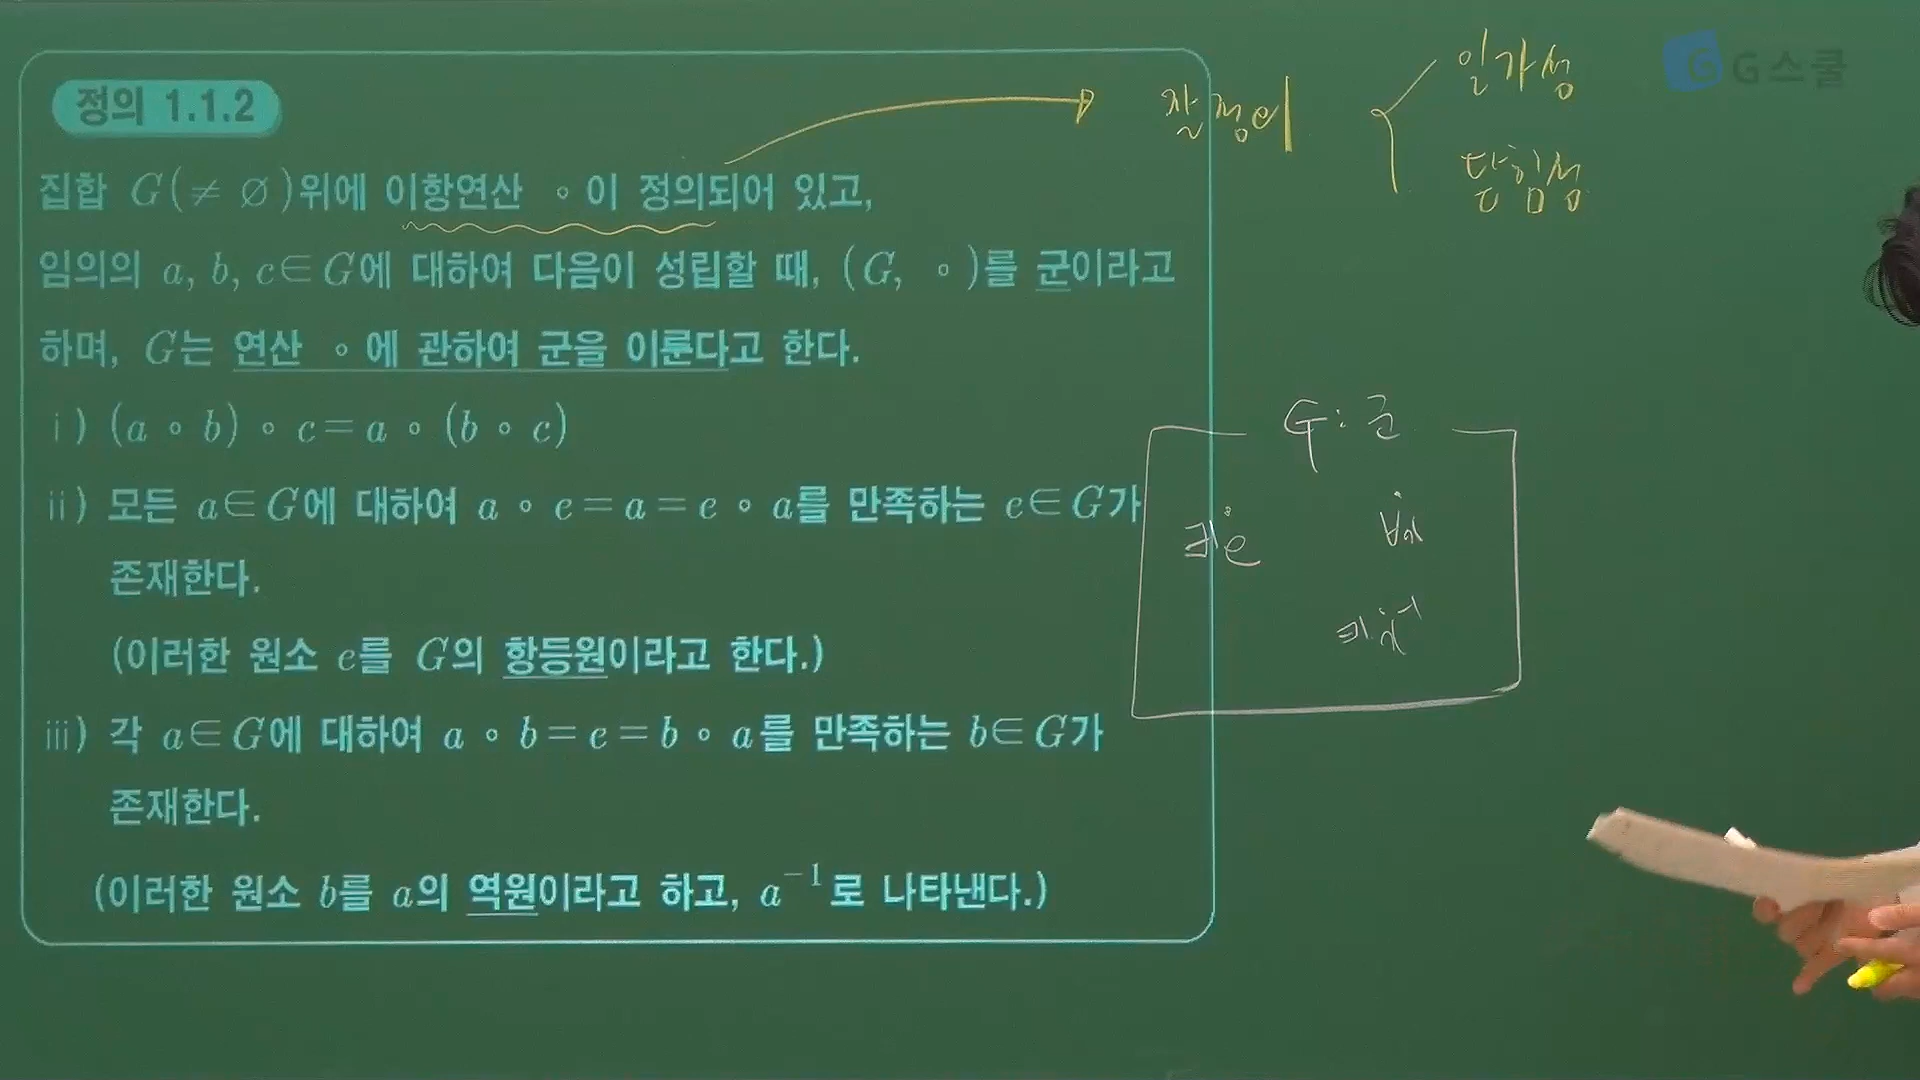 정의 1.1.2
집합 G(≠ ∅)위에 이항연산 ∘이 정의되어 있고,
임의의 a, b, c∈G에 대하여 다음이 성립할 때, (G, ∘)를 군이라고
하며, G는 연산 ∘에 관하여 군을 이룬다고 한다.
ⅰ) (a ∘ b) ∘ c = a ∘ (b ∘ c)
ⅱ) 모든 a∈G에 대하여 a ∘ e = a = e ∘ a를 만족하는 e∈G가
존재한다.
(이러한 원소 e를 G의 항등원이라고 한다.)
ⅲ) 각 a∈G에 대하여 a ∘ b = e = b ∘ a를 만족하는 b∈G가
존재한다.
(이러한 원소 b를 a의 역원이라고 하고, a⁻¹로 나타낸다.)
잘 정의
일가성
닫힘성
G : 군
∃e
∀x
∃x⁻¹
G스쿨